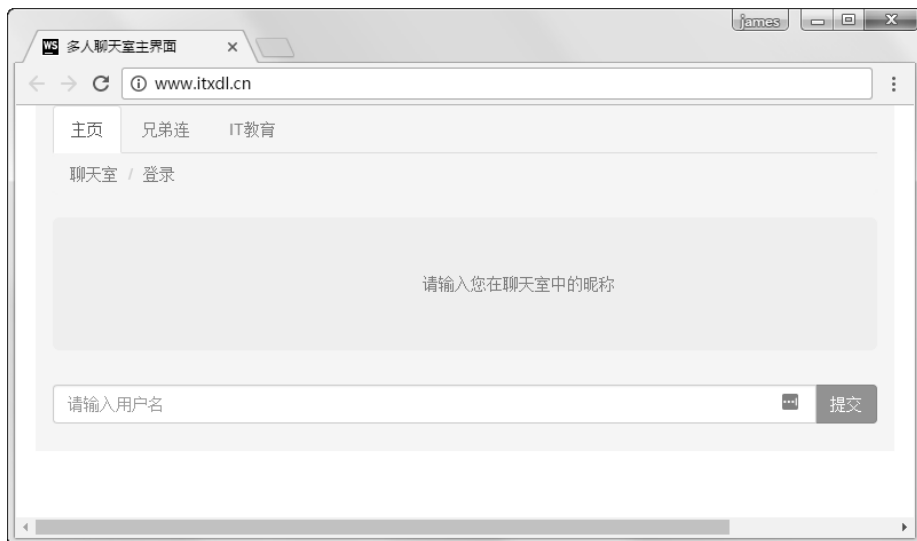 james
WS 多人聊天室主界面
www.itxdl.cn
主页 兄弟连 IT教育
聊天室 / 登录
请输入您在聊天室中的昵称
请输入用户名 提交